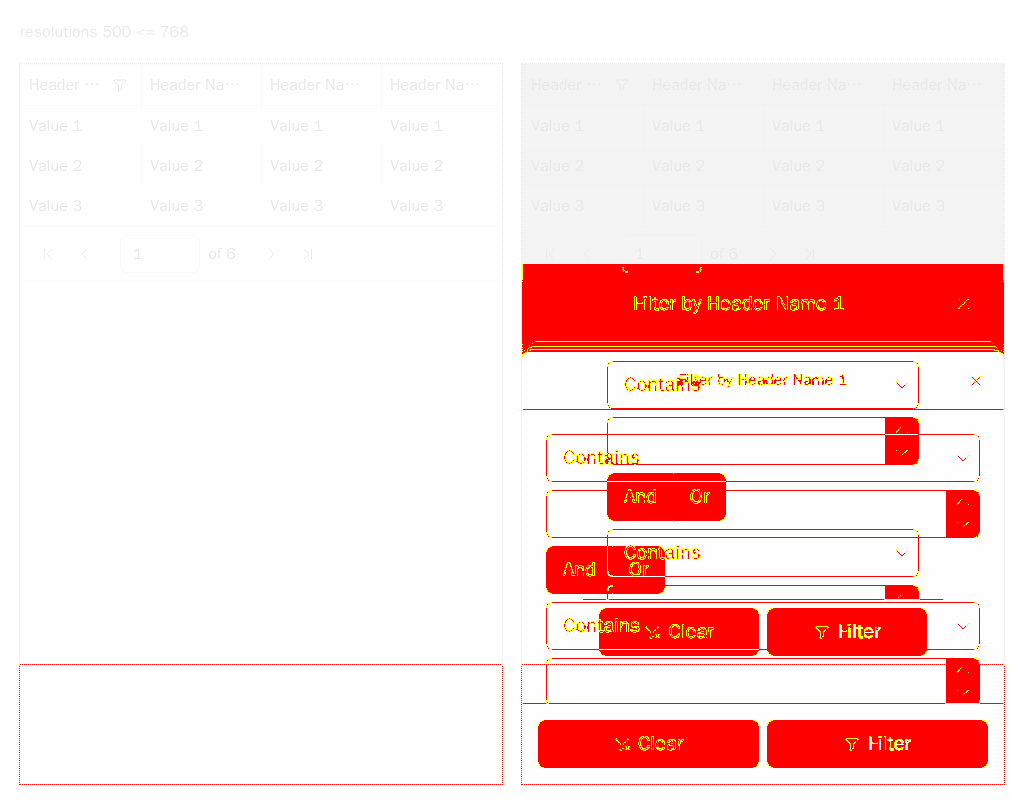 resolutions 500 <= 768
Header ··· Header Na··· Header Na··· Header Na···
Value 1 Value 1 Value 1 Value 1
Value 2 Value 2 Value 2 Value 2
Value 3 Value 3 Value 3 Value 3
1 of 6
Header ··· Header Na··· Header Na··· Header Na···
Value 1 Value 1 Value 1 Value 1
Value 2 Value 2 Value 2 Value 2
Value 3 Value 3 Value 3 Value 3
1 of 6
Filter by Header Name 1
Filter by Header Name 1
Contains
Contains
And Or
Contains
And Or
Contains
Clear Filter
Clear Filter